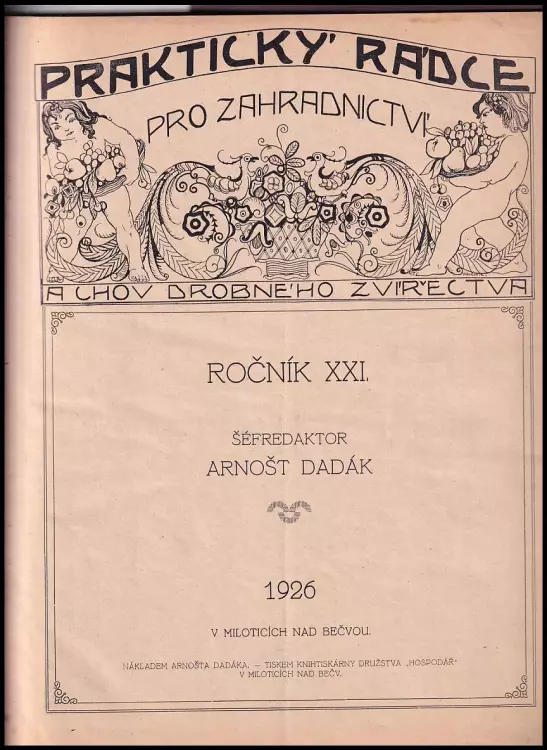 PRAKTICKÝ RÁDCE
PRO ZAHRADNICTVÍ
A CHOV DROBNÉHO ZVÍŘECTVA
ROČNÍK XXI.
ŠÉFREDAKTOR
ARNOŠT DADÁK
1926
V MILOTICÍCH NAD BEČVOU.
NÁKLADEM ARNOŠTA DADÁKA. — TISKEM KNIHTISKÁRNY DRUŽSTVA „HOSPODÁŘ“
V MILOTICÍCH NAD BEČV.